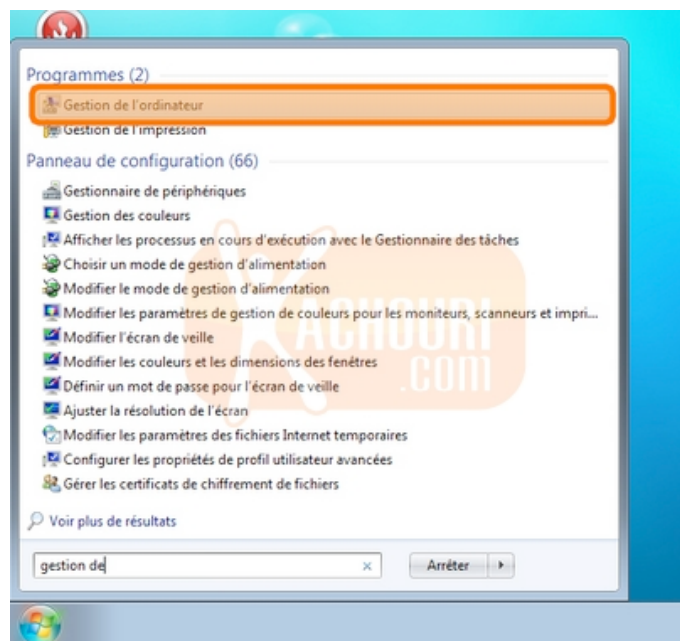 Programmes (2)
Gestion de l'ordinateur
Gestion de l'impression
Panneau de configuration (66)
Gestionnaire de périphériques
Gestion des couleurs
Afficher les processus en cours d'exécution avec le Gestionnaire des tâches
Choisir un mode de gestion d'alimentation
Modifier le mode de gestion d'alimentation
Modifier les paramètres de gestion de couleurs pour les moniteurs, scanneurs et impri...
Modifier l'écran de veille
Modifier les couleurs et les dimensions des fenêtres
Définir un mot de passe pour l'écran de veille
Ajuster la résolution de l'écran
Modifier les paramètres des fichiers Internet temporaires
Configurer les propriétés de profil utilisateur avancées
Gérer les certificats de chiffrement de fichiers
KACHOURI
.COM
Voir plus de résultats
gestion de
Arrêter